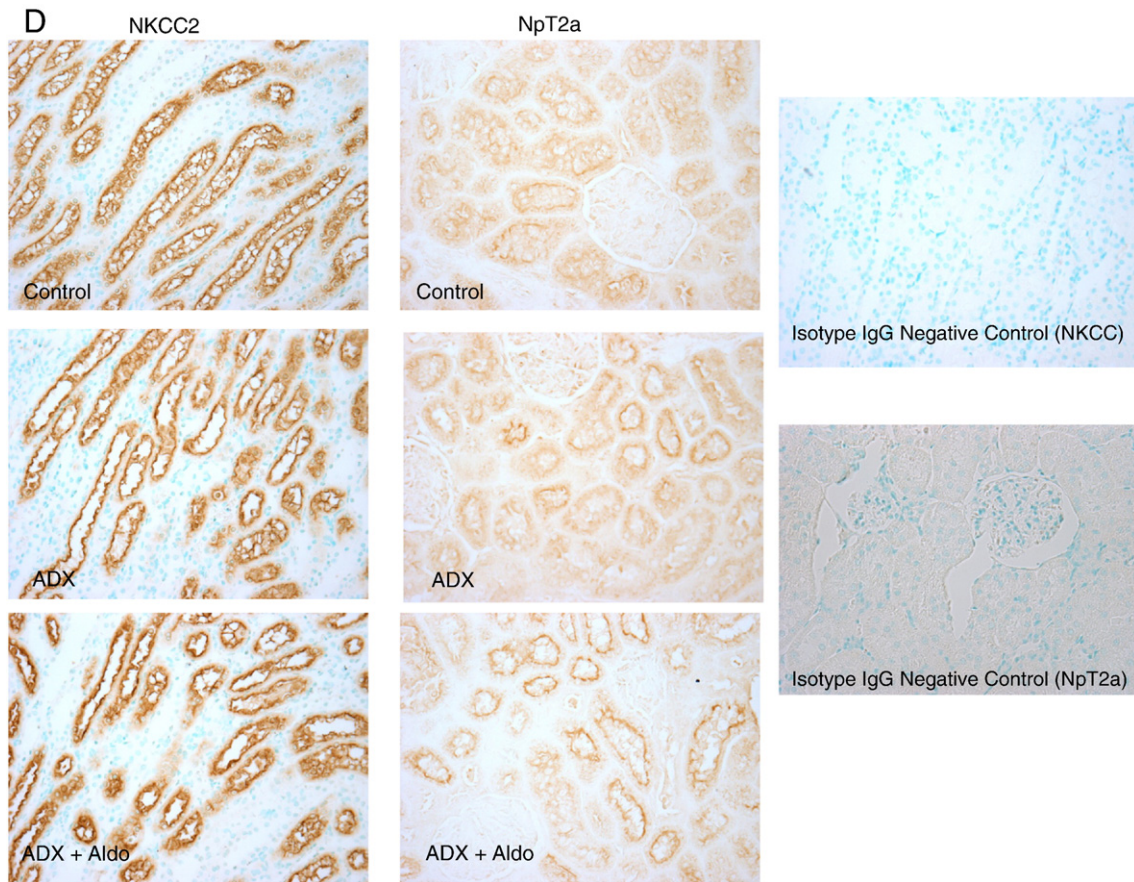 D
NKCC2
NpT2a
Control
Control
Isotype IgG Negative Control (NKCC)
ADX
ADX
Isotype IgG Negative Control (NpT2a)
ADX + Aldo
ADX + Aldo